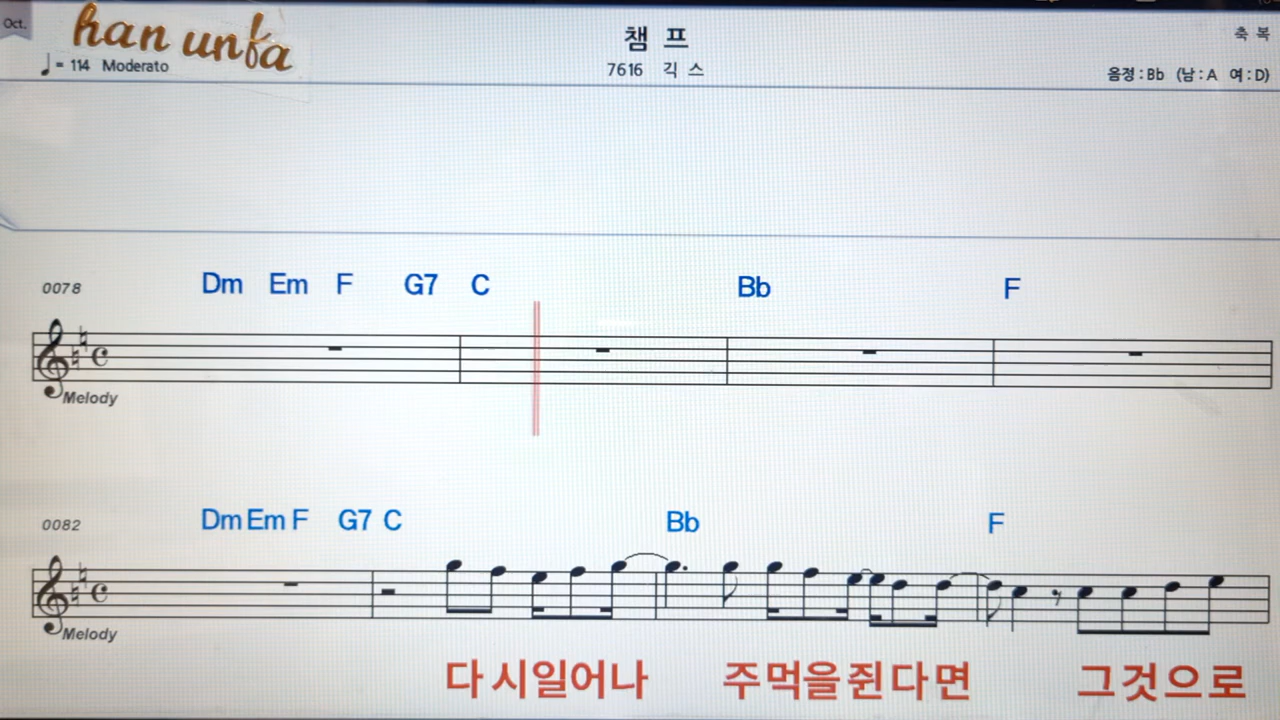 Oct.
han unfa
♩= 114 Moderato
챔 프
7616 긱 스
축 복
음정 : Bb (남 : A 여 : D)
0078 Dm Em F G7 C Bb F
Melody
0082 Dm Em F G7 C Bb F
Melody
다시일어나 주먹을쥔다면 그것으로